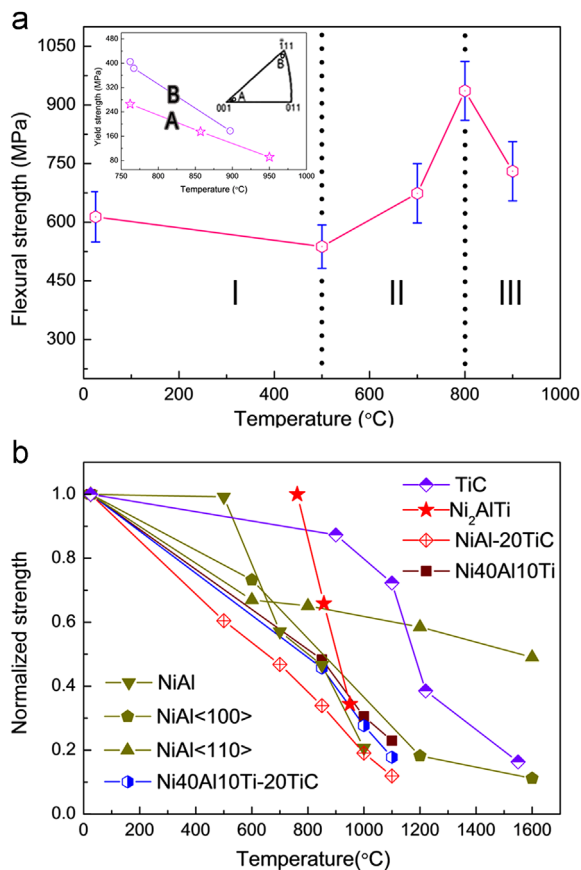 a
1050
900
750
600
450
300
Flexural strength (MPa)
0
200
400
600
800
1000
Temperature (°C)
I
II
III
480
400
320
240
160
80
Yield strength (MPa)
750
800
850
900
950
1000
Temperature (°C)
B
A
1̄11
B
A
001
011
b
1.0
0.8
0.6
0.4
0.2
0.0
Normalized strength
0
200
400
600
800
1000
1200
1400
1600
Temperature(°C)
TiC
Ni₂AlTi
NiAl-20TiC
Ni40Al10Ti
NiAl
NiAl<100>
NiAl<110>
Ni40Al10Ti-20TiC